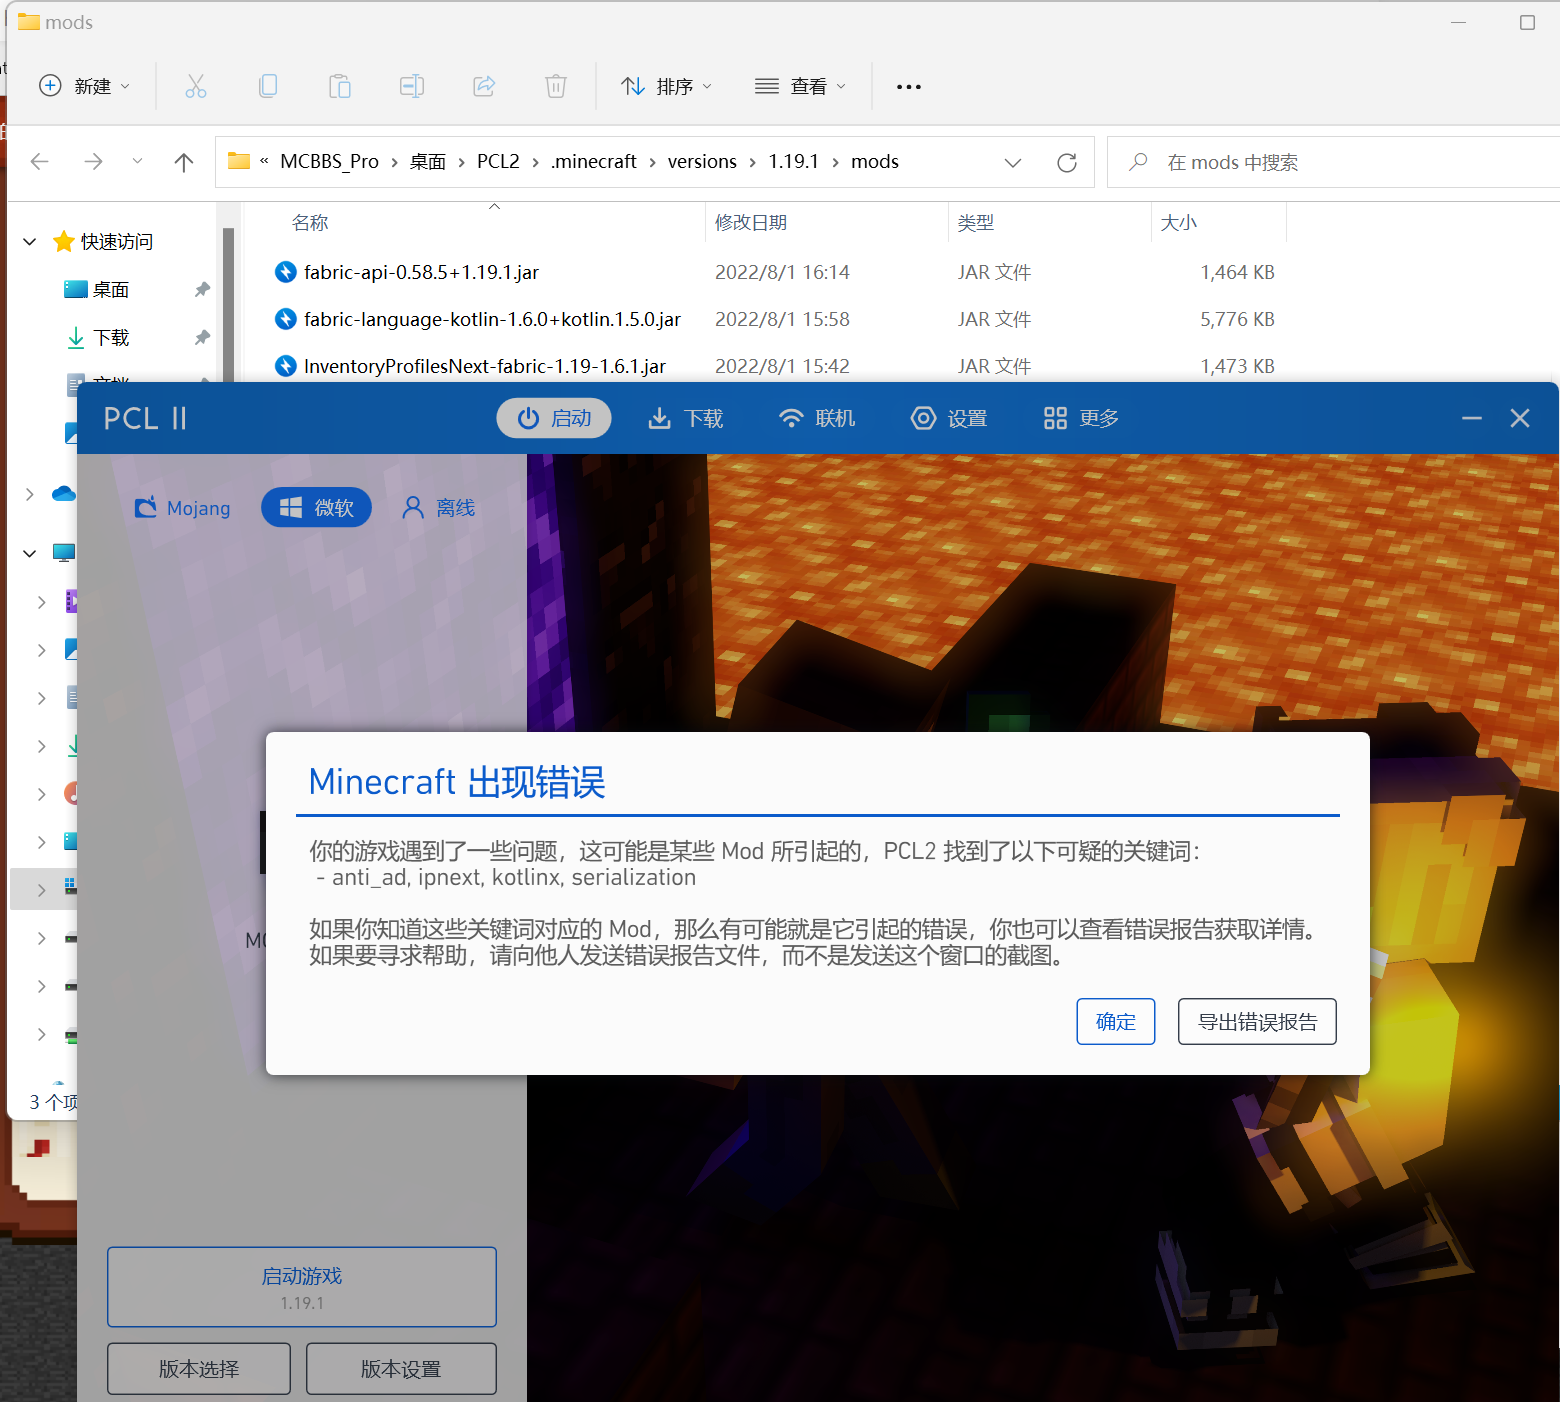 mods
新建
排序
查看
« MCBBS_Pro › 桌面 › PCL2 › .minecraft › versions › 1.19.1 › mods
在 mods 中搜索
名称 修改日期 类型 大小
快速访问
桌面
下载
fabric-api-0.58.5+1.19.1.jar 2022/8/1 16:14 JAR 文件 1,464 KB
fabric-language-kotlin-1.6.0+kotlin.1.5.0.jar 2022/8/1 15:58 JAR 文件 5,776 KB
InventoryProfilesNext-fabric-1.19-1.6.1.jar 2022/8/1 15:42 JAR 文件 1,473 KB
PCL II
启动
下载
联机
设置
更多
Mojang
微软
离线
Minecraft 出现错误
你的游戏遇到了一些问题，这可能是某些 Mod 所引起的，PCL2 找到了以下可疑的关键词：
- anti_ad, ipnext, kotlinx, serialization
如果你知道这些关键词对应的 Mod，那么有可能就是它引起的错误，你也可以查看错误报告获取详情。
如果要寻求帮助，请向他人发送错误报告文件，而不是发送这个窗口的截图。
确定
导出错误报告
3 个项
启动游戏
1.19.1
版本选择
版本设置